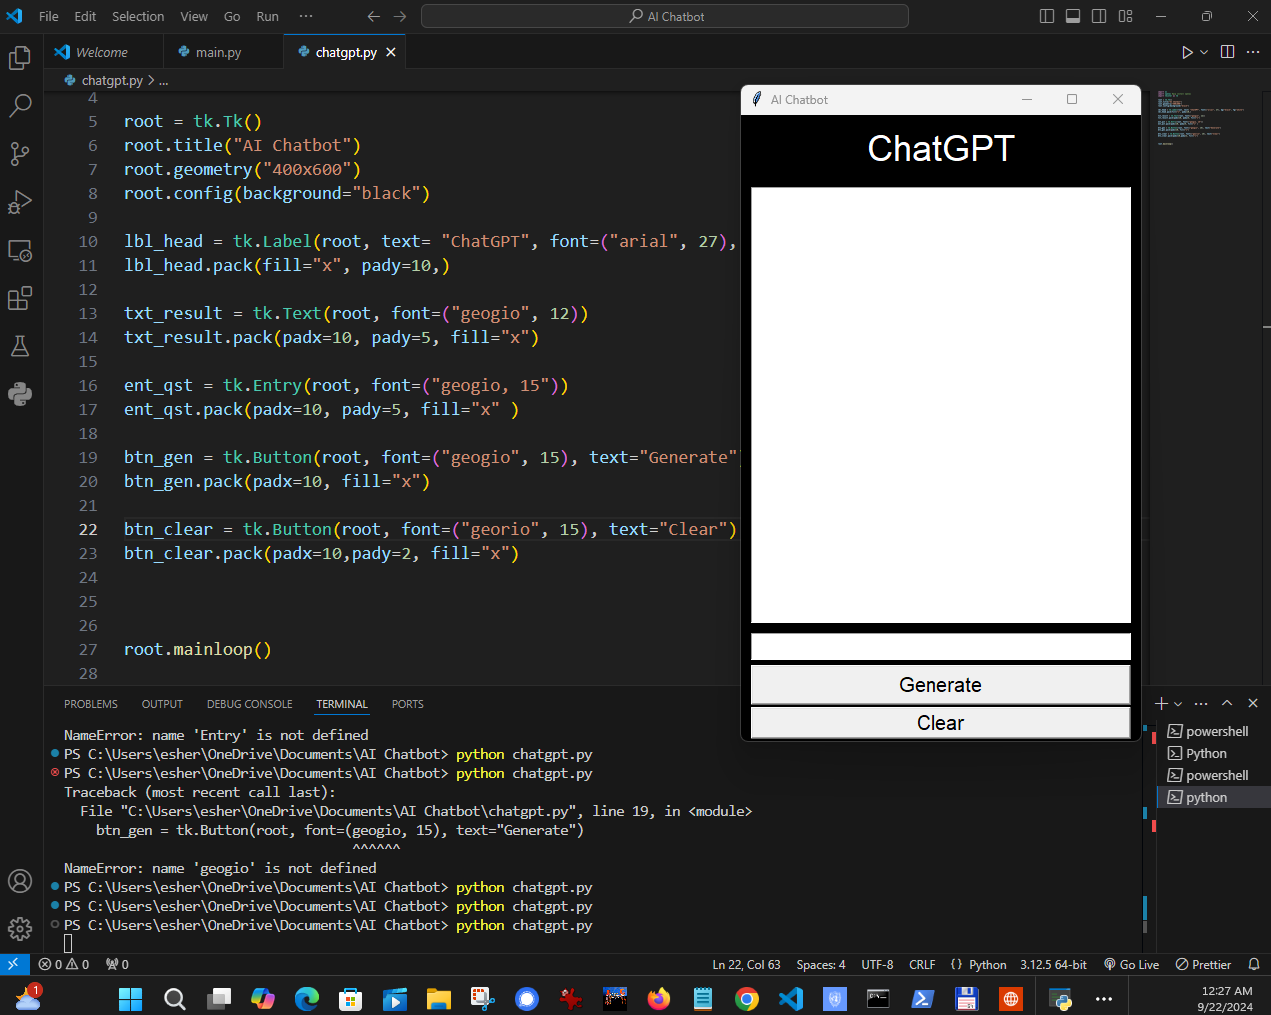 File Edit Selection View Go Run ··· AI Chatbot
Welcome main.py chatgpt.py
chatgpt.py > ...
4
5 root = tk.Tk()
6 root.title("AI Chatbot")
7 root.geometry("400x600")
8 root.config(background="black")
9
10 lbl_head = tk.Label(root, text= "ChatGPT", font=("arial", 27),
11 lbl_head.pack(fill="x", pady=10,)
12
13 txt_result = tk.Text(root, font=("geogio", 12))
14 txt_result.pack(padx=10, pady=5, fill="x")
15
16 ent_qst = tk.Entry(root, font=("geogio, 15"))
17 ent_qst.pack(padx=10, pady=5, fill="x" )
18
19 btn_gen = tk.Button(root, font=("geogio", 15), text="Generate")
20 btn_gen.pack(padx=10, fill="x")
21
22 btn_clear = tk.Button(root, font=("georio", 15), text="Clear")
23 btn_clear.pack(padx=10,pady=2, fill="x")
24
25
26
27 root.mainloop()
28
AI Chatbot
ChatGPT
Generate
Clear
PROBLEMS OUTPUT DEBUG CONSOLE TERMINAL PORTS
NameError: name 'Entry' is not defined
PS C:\Users\esher\OneDrive\Documents\AI Chatbot> python chatgpt.py
PS C:\Users\esher\OneDrive\Documents\AI Chatbot> python chatgpt.py
Traceback (most recent call last):
File "C:\Users\esher\OneDrive\Documents\AI Chatbot\chatgpt.py", line 19, in <module>
btn_gen = tk.Button(root, font=(geogio, 15), text="Generate")
^^^^^^
NameError: name 'geogio' is not defined
PS C:\Users\esher\OneDrive\Documents\AI Chatbot> python chatgpt.py
PS C:\Users\esher\OneDrive\Documents\AI Chatbot> python chatgpt.py
PS C:\Users\esher\OneDrive\Documents\AI Chatbot> python chatgpt.py
powershell
Python
powershell
python
0 0 0 Ln 22, Col 63 Spaces: 4 UTF-8 CRLF {} Python 3.12.5 64-bit Go Live Prettier
1
12:27 AM
9/22/2024